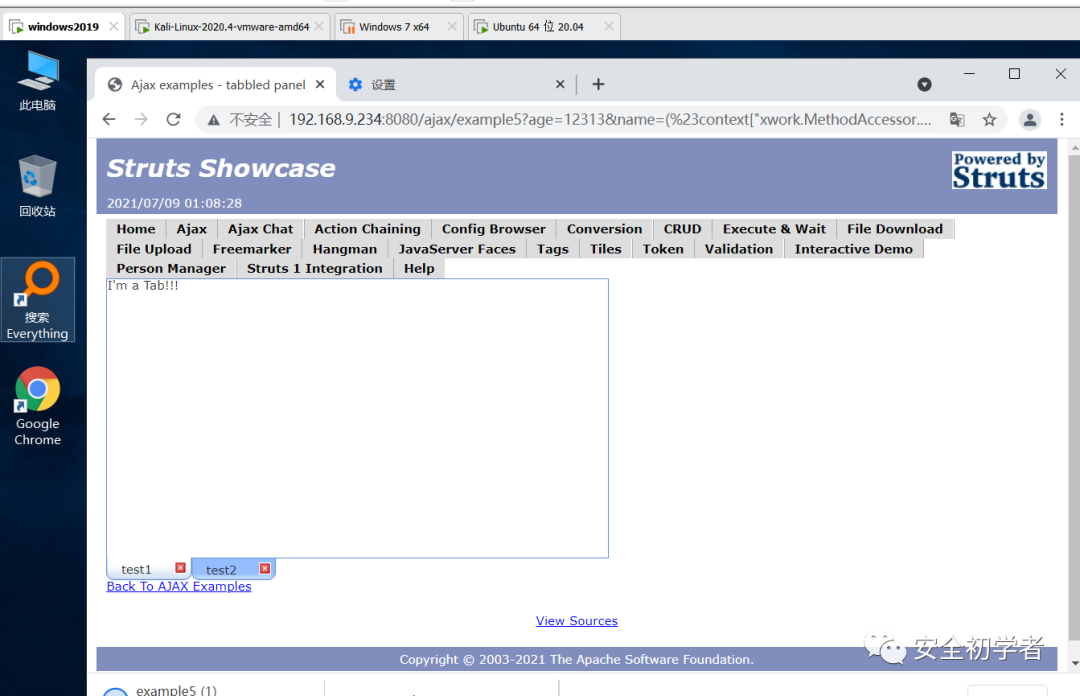 windows2019
Kali-Linux-2020.4-vmware-amd64
Windows 7 x64
Ubuntu 64 位 20.04
此电脑
回收站
搜索
Everything
Google
Chrome
Ajax examples - tabbled panel
设置
不安全 | 192.168.9.234:8080/ajax/example5?age=12313&name=(%23context["xwork.MethodAccessor....
Struts Showcase
Powered by
Struts
2021/07/09 01:08:28
Home Ajax Ajax Chat Action Chaining Config Browser Conversion CRUD Execute & Wait File Download
File Upload Freemarker Hangman JavaServer Faces Tags Tiles Token Validation Interactive Demo
Person Manager Struts 1 Integration Help
I'm a Tab!!!
test1 test2
Back To AJAX Examples
View Sources
安全初学者
Copyright © 2003-2021 The Apache Software Foundation.
example5 (1)